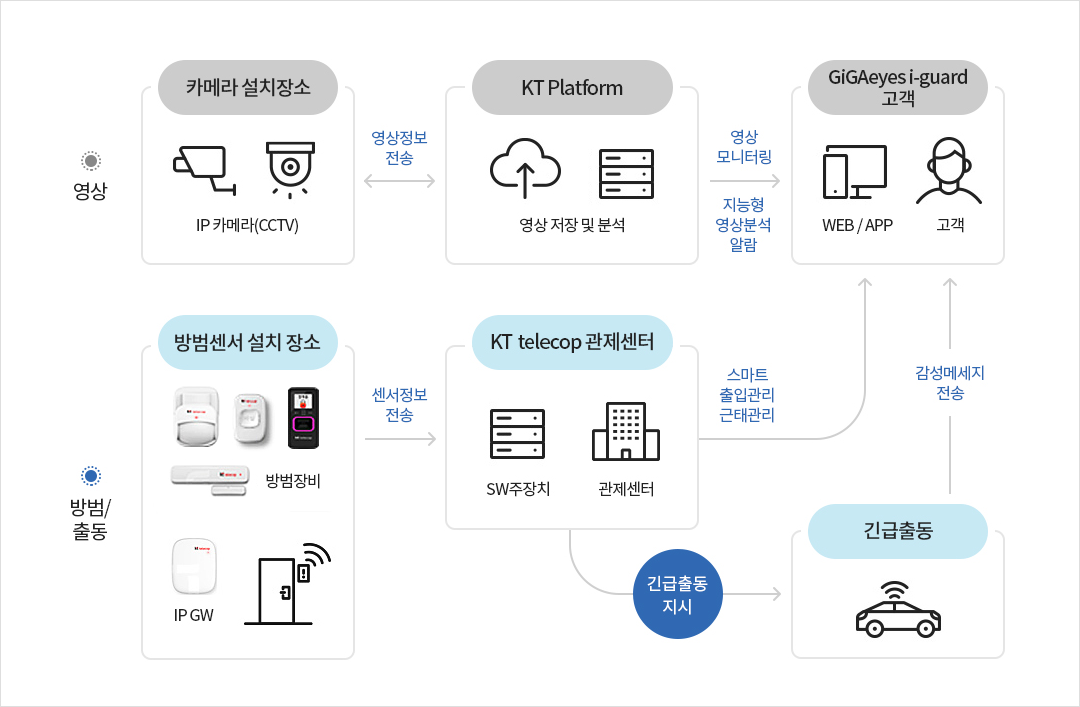 카메라 설치장소
KT Platform
GiGAeyes i-guard
고객
영상
영상정보
전송
영상
모니터링
지능형
영상분석
알람
IP 카메라(CCTV)
영상 저장 및 분석
WEB / APP
고객
방범센서 설치 장소
KT telecop 관제센터
센서정보
전송
스마트
출입관리
근태관리
감성메세지
전송
방범장비
SW주장치
관제센터
방범/
출동
IP GW
긴급출동
지시
긴급출동